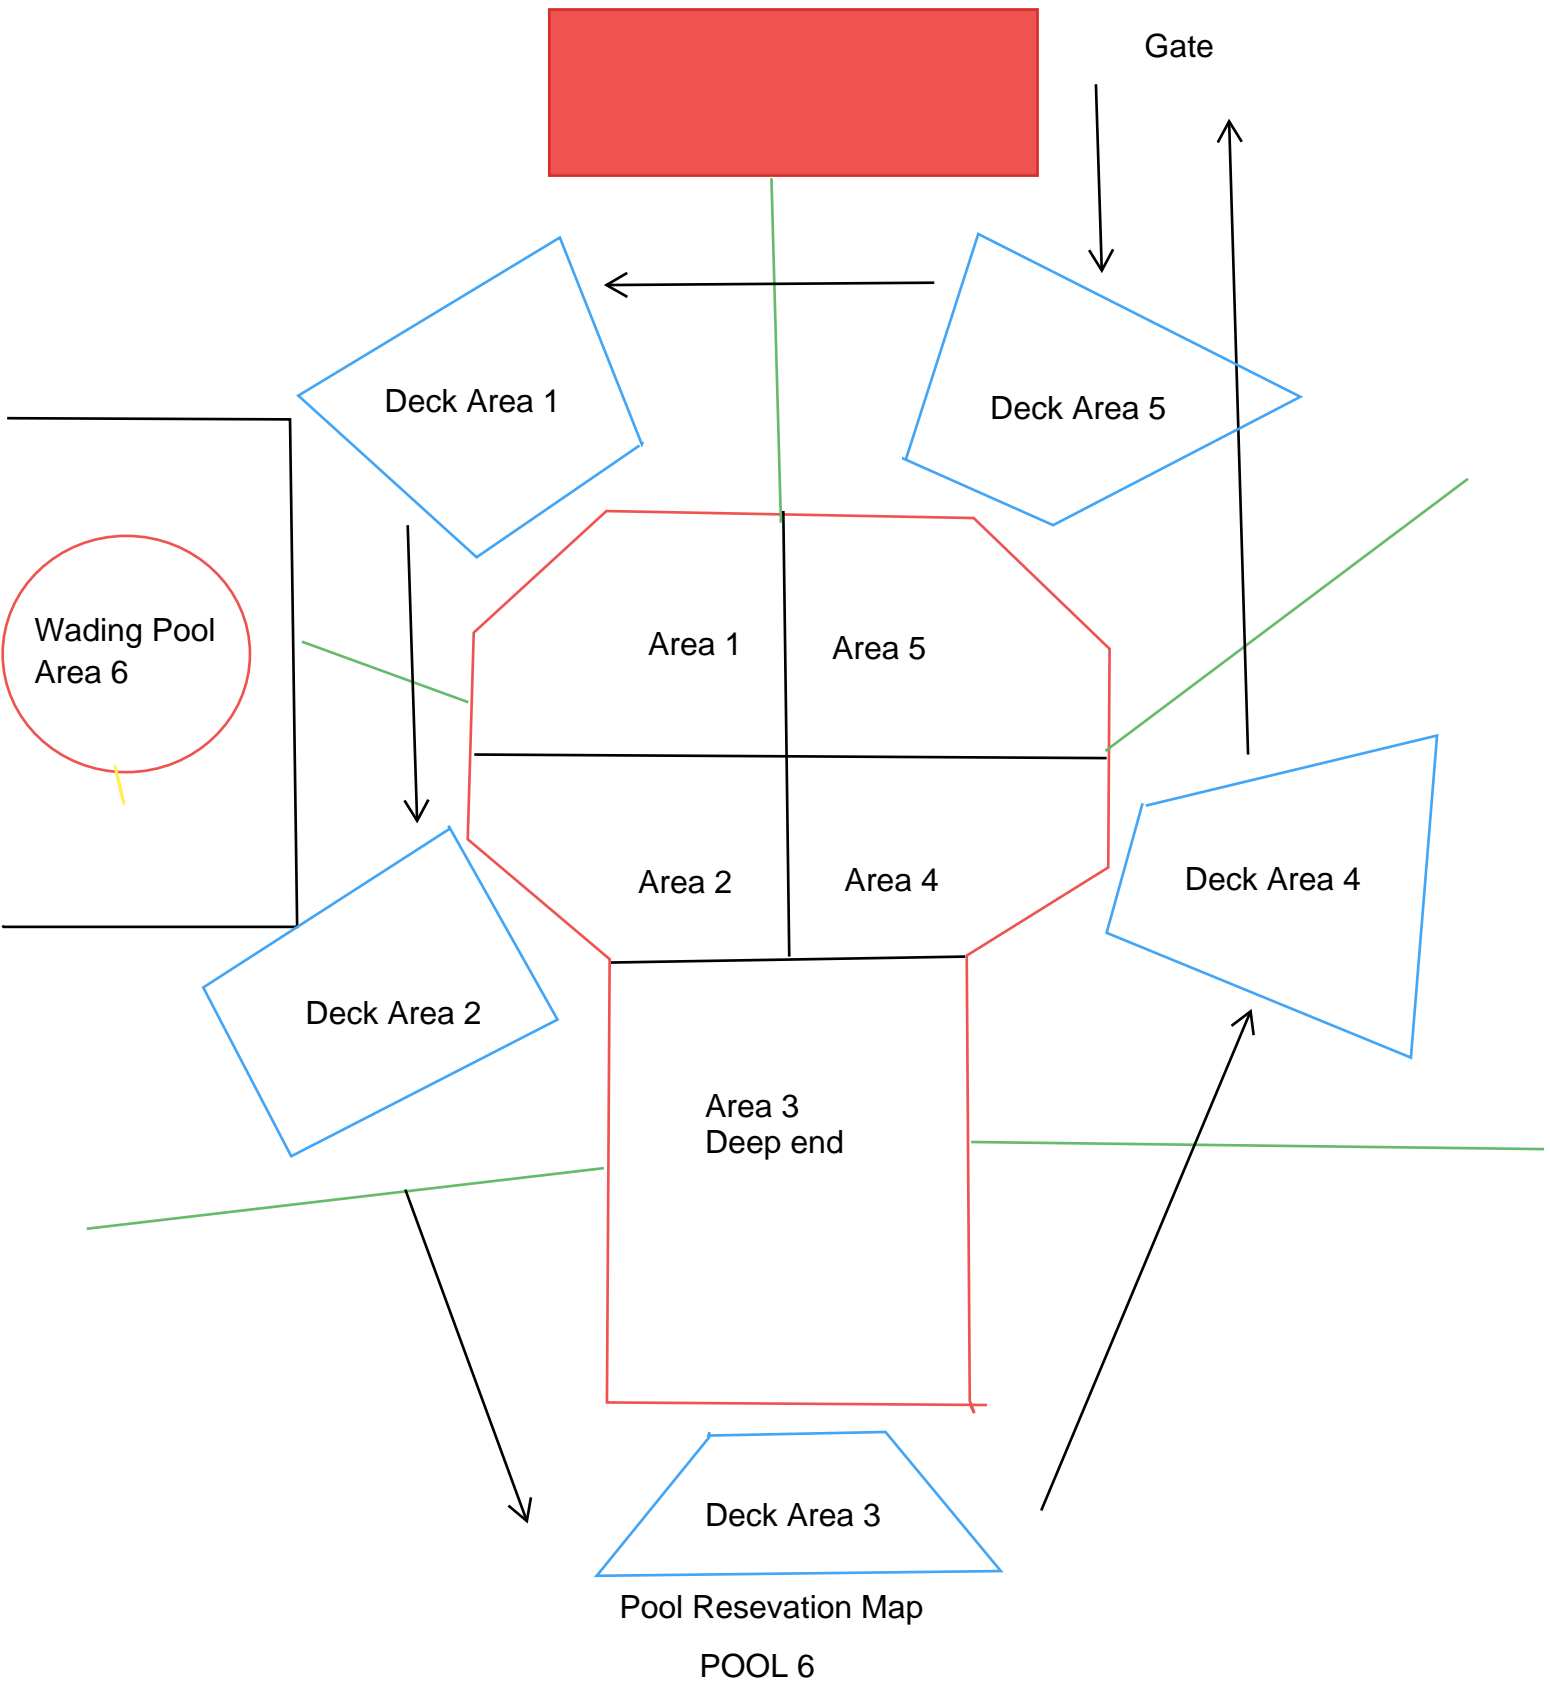 Gate
Deck Area 1
Deck Area 5
Wading Pool
Area 6
Area 1
Area 5
Area 2
Area 4
Deck Area 4
Deck Area 2
Area 3
Deep end
Deck Area 3
Pool Resevation Map
POOL 6